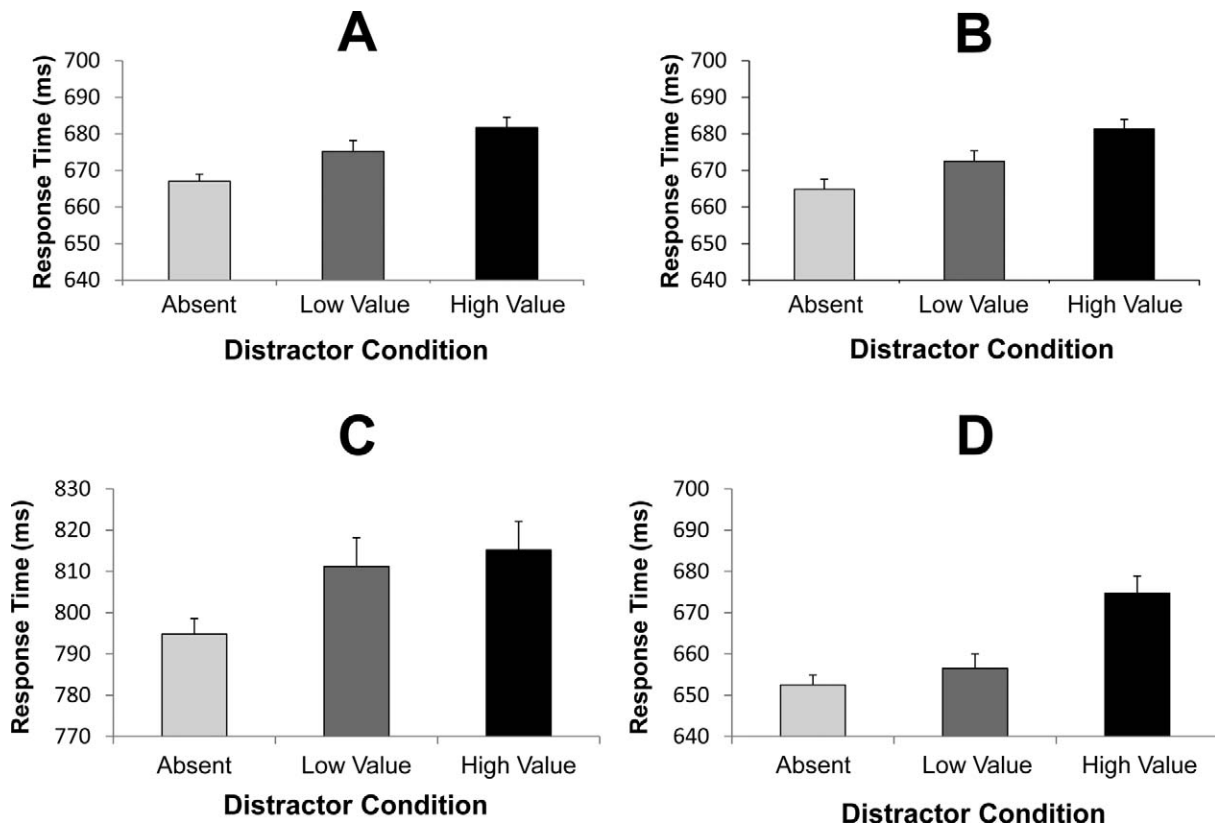 A
Response Time (ms)
700
690
680
670
660
650
640
Absent Low Value High Value
Distractor Condition
B
Response Time (ms)
700
690
680
670
660
650
640
Absent Low Value High Value
Distractor Condition
C
Response Time (ms)
830
820
810
800
790
780
770
Absent Low Value High Value
Distractor Condition
D
Response Time (ms)
700
690
680
670
660
650
640
Absent Low Value High Value
Distractor Condition